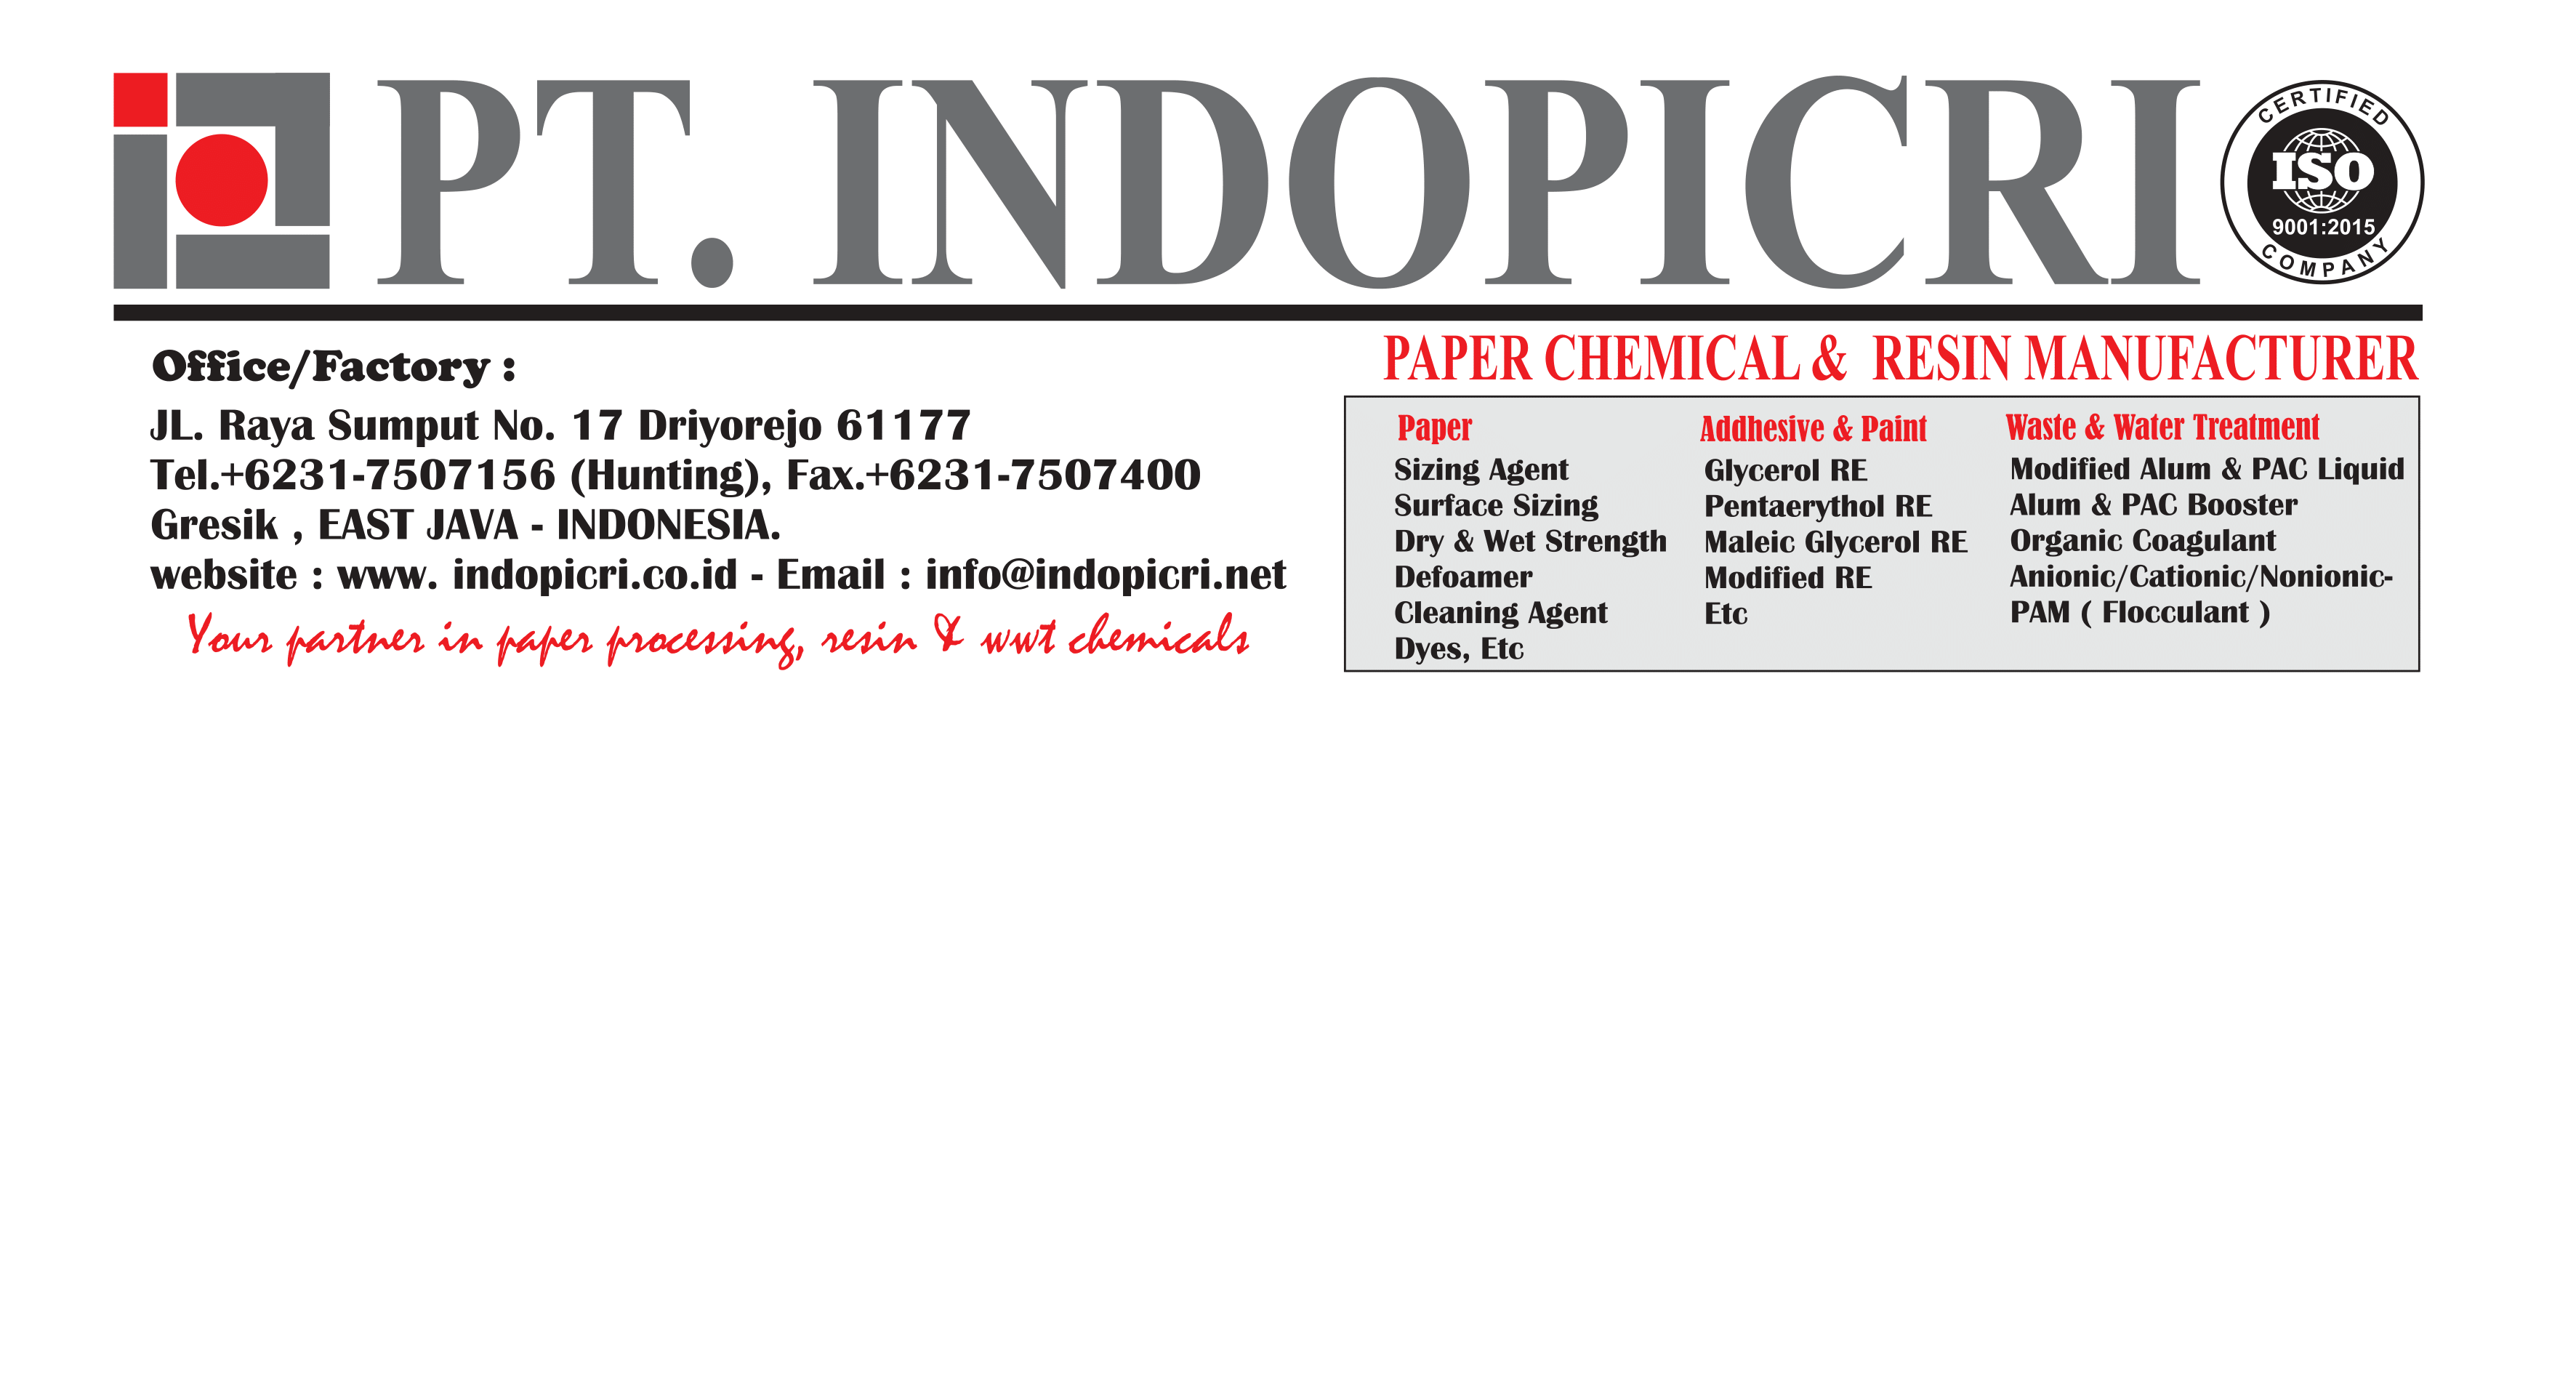 PT. INDOPICRI
CERTIFIED
ISO
9001:2015
COMPANY
Office/Factory :
JL. Raya Sumput No. 17 Driyorejo 61177
Tel.+6231-7507156 (Hunting), Fax.+6231-7507400
Gresik , EAST JAVA - INDONESIA.
website : www. indopicri.co.id - Email : info@indopicri.net
Your partner in paper processing, resin & wwt chemicals
PAPER CHEMICAL & RESIN MANUFACTURER
Paper
Sizing Agent
Surface Sizing
Dry & Wet Strength
Defoamer
Cleaning Agent
Dyes, Etc
Addhesive & Paint
Glycerol RE
Pentaerythol RE
Maleic Glycerol RE
Modified RE
Etc
Waste & Water Treatment
Modified Alum & PAC Liquid
Alum & PAC Booster
Organic Coagulant
Anionic/Cationic/Nonionic-
PAM ( Flocculant )